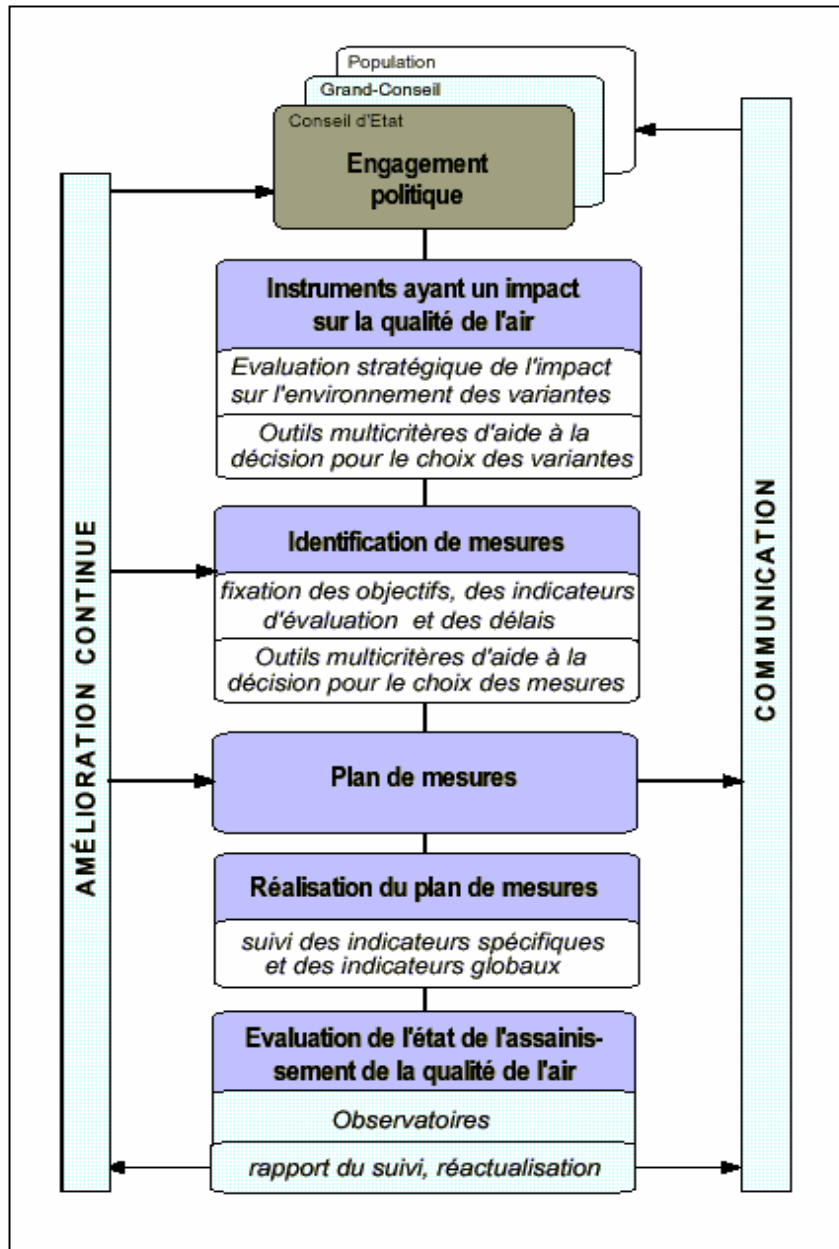 Population
Grand-Conseil
Conseil d'Etat
Engagement
politique
Instruments ayant un impact
sur la qualité de l'air
Evaluation stratégique de l'impact
sur l'environnement des variantes
Outils multicritères d'aide à la
décision pour le choix des variantes
Identification de mesures
fixation des objectifs, des indicateurs
d'évaluation et des délais
Outils multicritères d'aide à la
décision pour le choix des mesures
Plan de mesures
Réalisation du plan de mesures
suivi des indicateurs spécifiques
et des indicateurs globaux
Evaluation de l'état de l'assainis-
sement de la qualité de l'air
Observatoires
rapport du suivi, réactualisation
AMÉLIORATION CONTINUE
COMMUNICATION